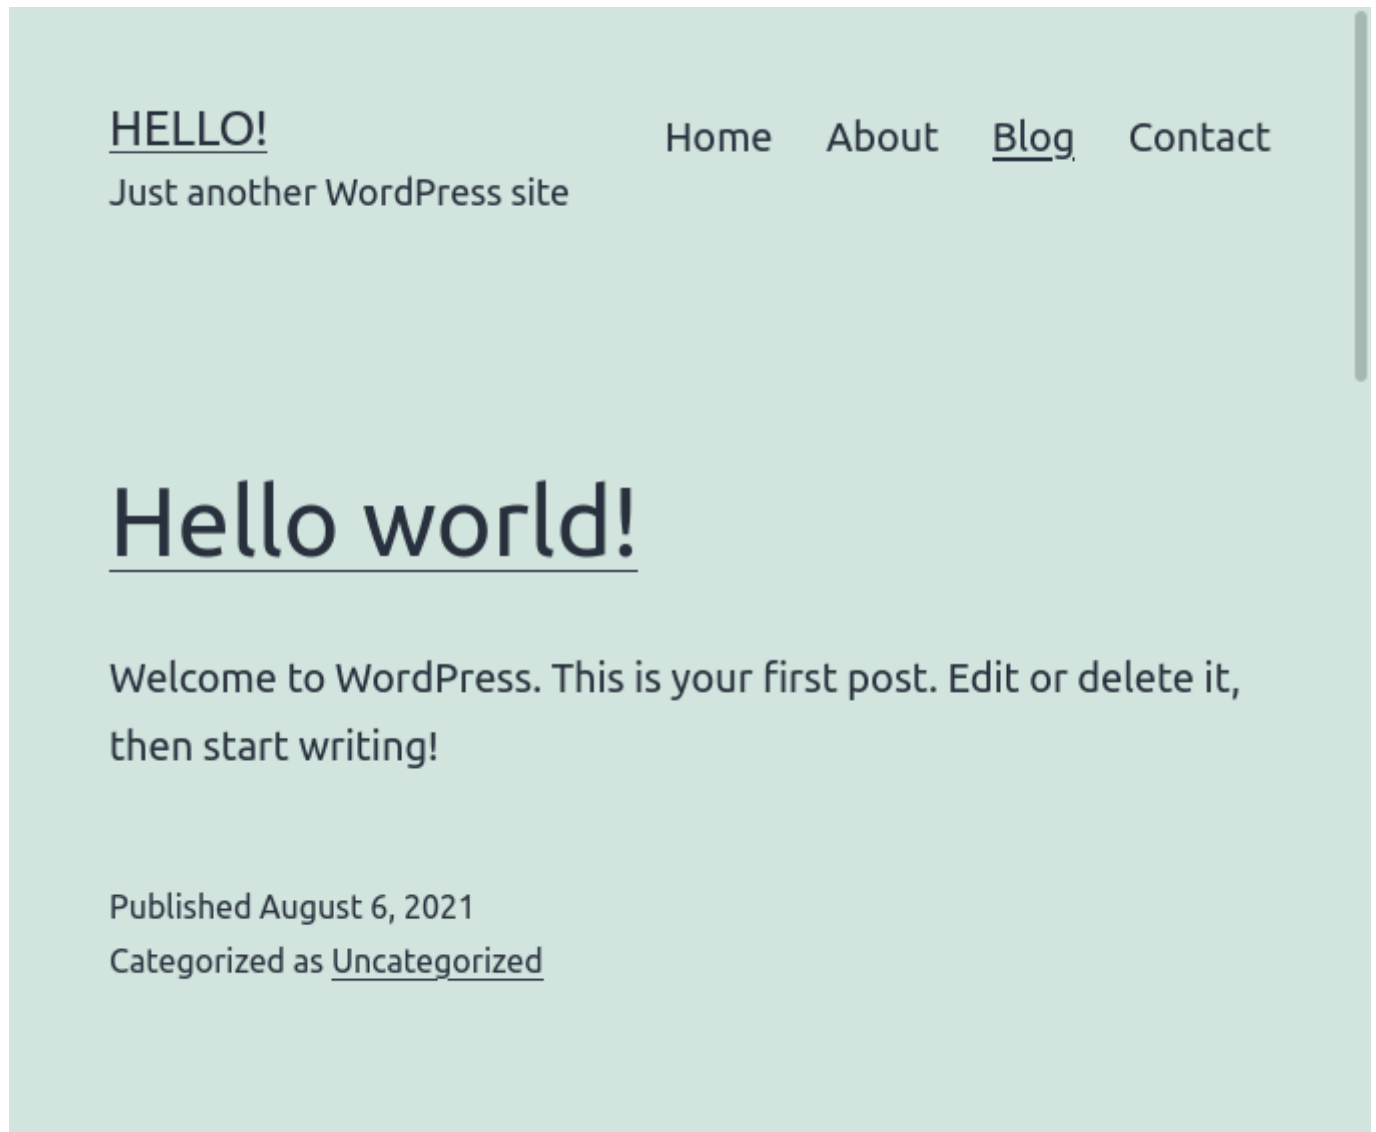 HELLO!
Just another WordPress site
Home About Blog Contact
Hello world!
Welcome to WordPress. This is your first post. Edit or delete it,
then start writing!
Published August 6, 2021
Categorized as Uncategorized